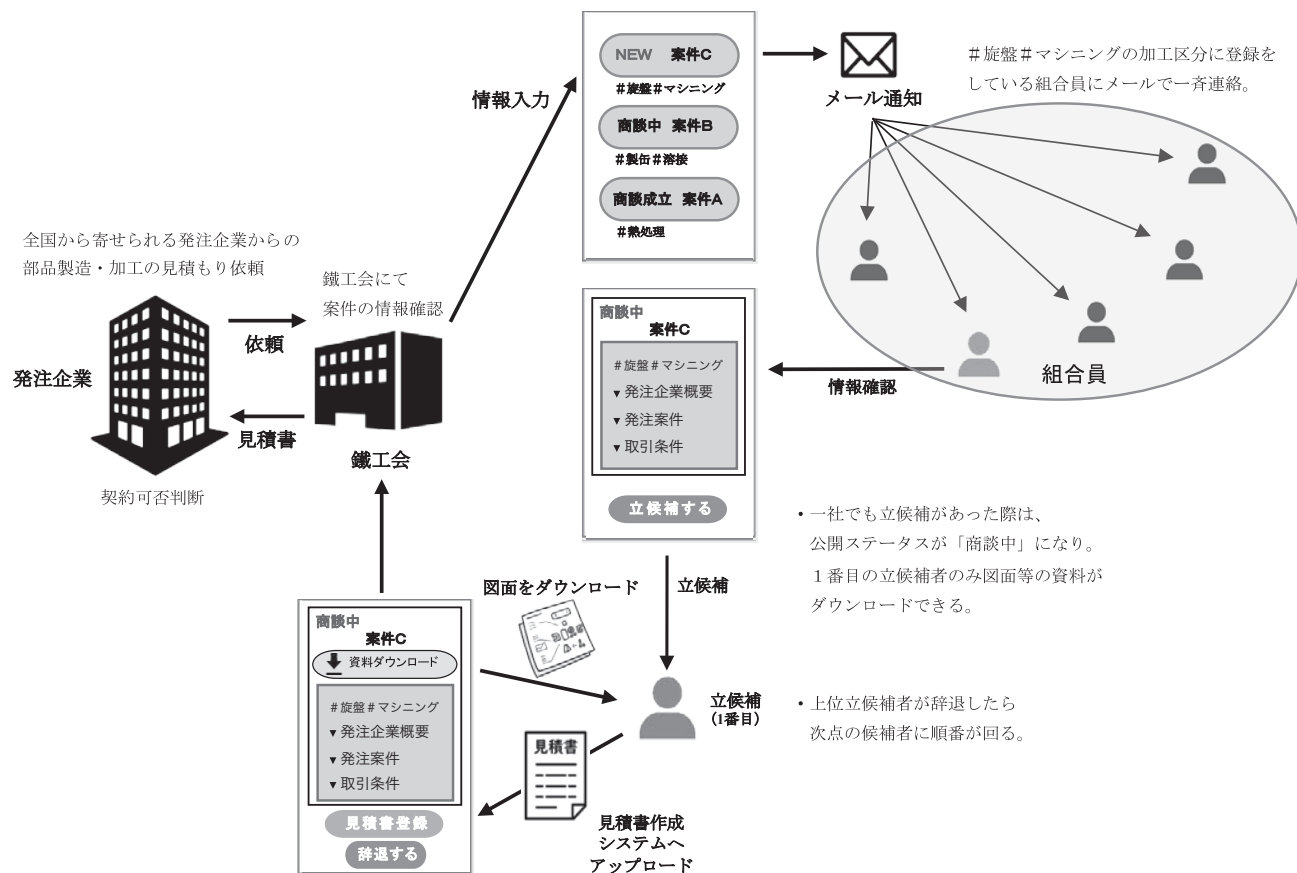 全国から寄せられる発注企業からの
部品製造・加工の見積もり依頼
発注企業
契約可否判断
依頼
見積書
鐵工会にて
案件の情報確認
鐵工会
情報入力
NEW 案件C
#旋盤#マシニング
商談中 案件B
#製缶#溶接
商談成立 案件A
#熱処理
メール通知
#旋盤#マシニングの加工区分に登録を
している組合員にメールで一斉連絡。
組合員
情報確認
商談中
案件C
#旋盤#マシニング
▼発注企業概要
▼発注案件
▼取引条件
立候補する
・一社でも立候補があった際は、
公開ステータスが「商談中」になり。
1番目の立候補者のみ図面等の資料が
ダウンロードできる。
立候補
図面をダウンロード
立候補
(1番目)
・上位立候補者が辞退したら
次点の候補者に順番が回る。
見積書
見積書作成
システムへ
アップロード
商談中
案件C
資料ダウンロード
#旋盤#マシニング
▼発注企業概要
▼発注案件
▼取引条件
見積書登録
辞退する